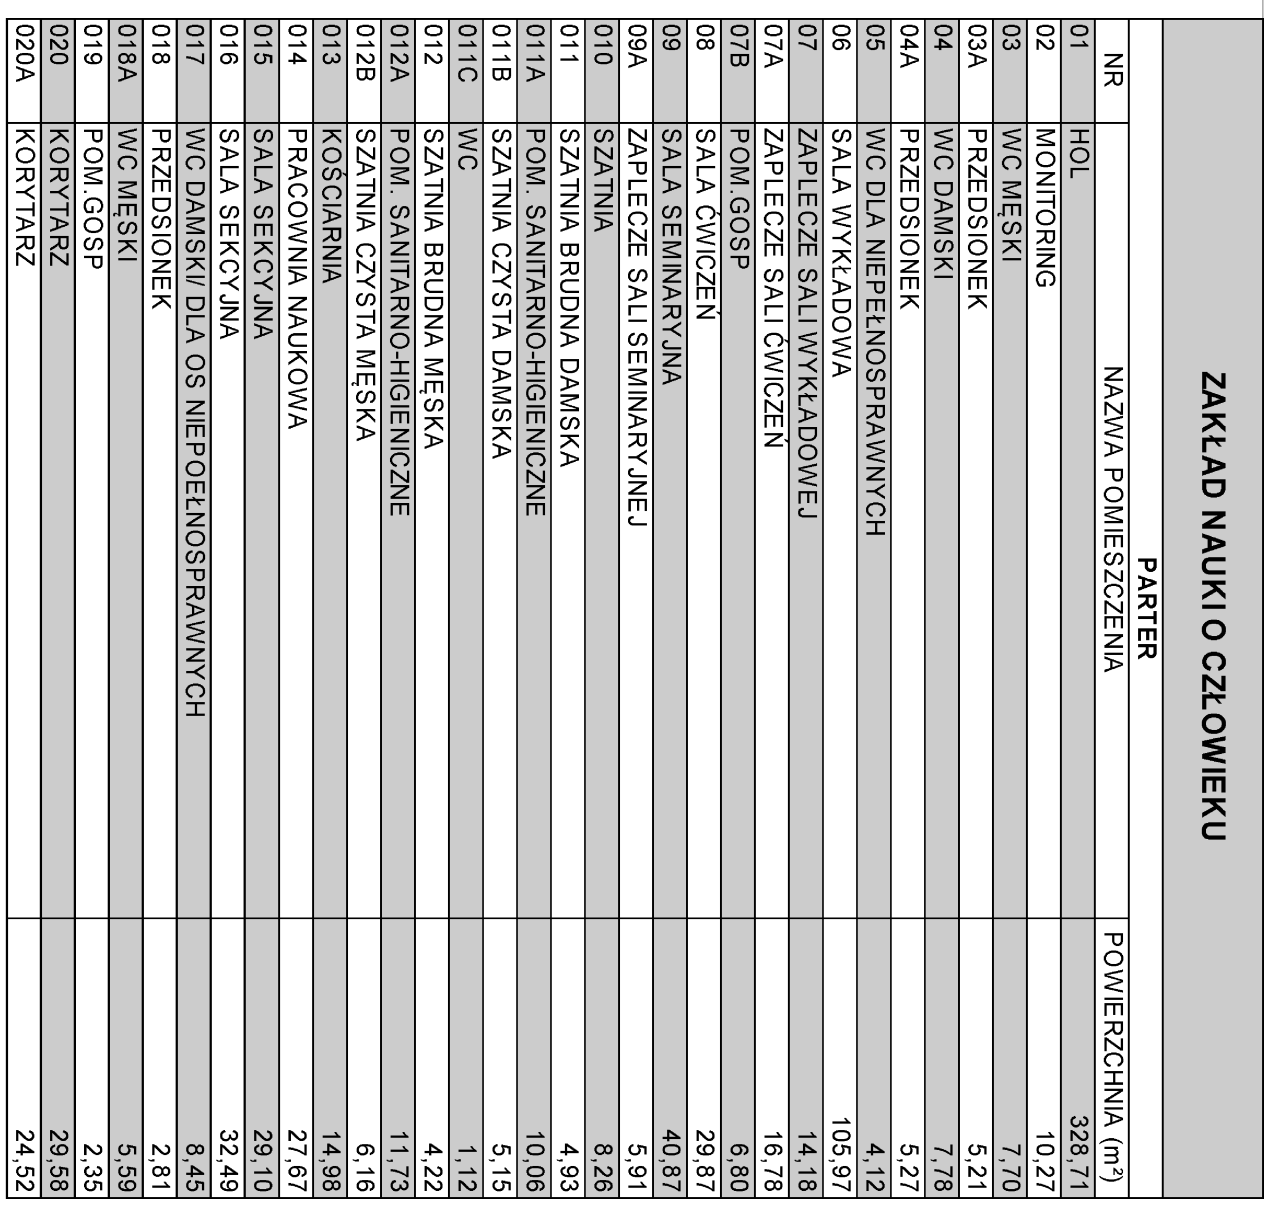 ZAKŁAD NAUKI O CZŁOWIEKU
PARTER
NR NAZWA POMIESZCZENIA POWIERZCHNIA (m²)
01 HOL 328,71
02 MONITORING 10,27
03 WC MĘSKI 7,70
03A PRZEDSIONEK 5,21
04 WC DAMSKI 7,78
04A PRZEDSIONEK 5,27
05 WC DLA NIEPEŁNOSPRAWNYCH 4,12
06 SALA WYKŁADOWA 105,97
07 ZAPLECZE SALI WYKŁADOWEJ 14,18
07A ZAPLECZE SALI ĆWICZEŃ 16,78
07B POM.GOSP 6,80
08 SALA ĆWICZEŃ 29,87
09 SALA SEMINARYJNA 40,87
09A ZAPLECZE SALI SEMINARYJNEJ 5,91
010 SZATNIA 8,26
011 SZATNIA BRUDNA DAMSKA 4,93
011A POM. SANITARNO-HIGIENICZNE 10,06
011B SZATNIA CZYSTA DAMSKA 5,15
011C WC 1,12
012 SZATNIA BRUDNA MĘSKA 4,22
012A POM. SANITARNO-HIGIENICZNE 11,73
012B SZATNIA CZYSTA MĘSKA 6,16
013 KOŚCIARNIA 14,98
014 PRACOWNIA NAUKOWA 27,67
015 SALA SEKCYJNA 29,10
016 SALA SEKCYJNA 32,49
017 WC DAMSKI/ DLA OS NIEPOEŁNOSPRAWNYCH 8,45
018 PRZEDSIONEK 2,81
018A WC MĘSKI 5,59
019 POM.GOSP 2,35
020 KORYTARZ 29,58
020A KORYTARZ 24,52